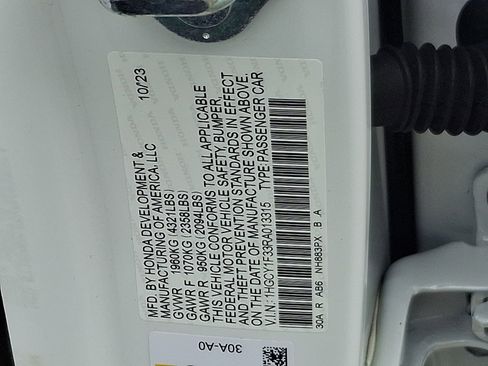 MFD. BY HONDA DEVELOPMENT &
MANUFACTURING OF AMERICA, LLC 10/23
GVWR 1960KG (4321LBS)
GAWR F 1070KG (2358LBS)
GAWR R 950KG (2094LBS)
THIS VEHICLE CONFORMS TO ALL APPLICABLE
FEDERAL MOTOR VEHICLE SAFETY BUMPER,
AND THEFT PREVENTION STANDARDS IN EFFECT
ON THE DATE OF MANUFACTURE SHOWN ABOVE.
V.I.N.: 1HGCY1F33RA013315 TYPE:PASSENGER CAR
30A R AB6 NH883PX B A
30A-A0